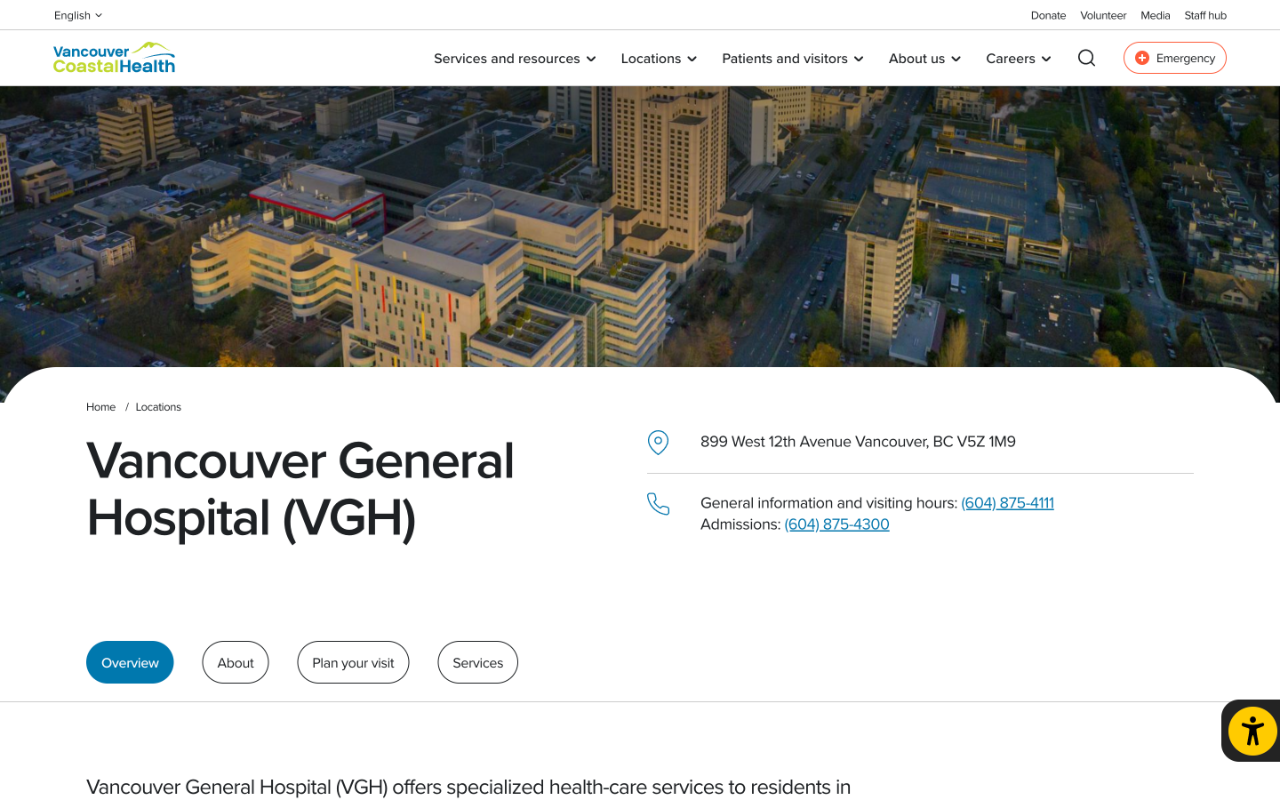 English
Donate Volunteer Media Staff hub
Vancouver
CoastalHealth
Services and resources Locations Patients and visitors About us Careers Emergency
Home / Locations
Vancouver General
Hospital (VGH)
899 West 12th Avenue Vancouver, BC V5Z 1M9
General information and visiting hours: (604) 875-4111
Admissions: (604) 875-4300
Overview About Plan your visit Services
Vancouver General Hospital (VGH) offers specialized health-care services to residents in